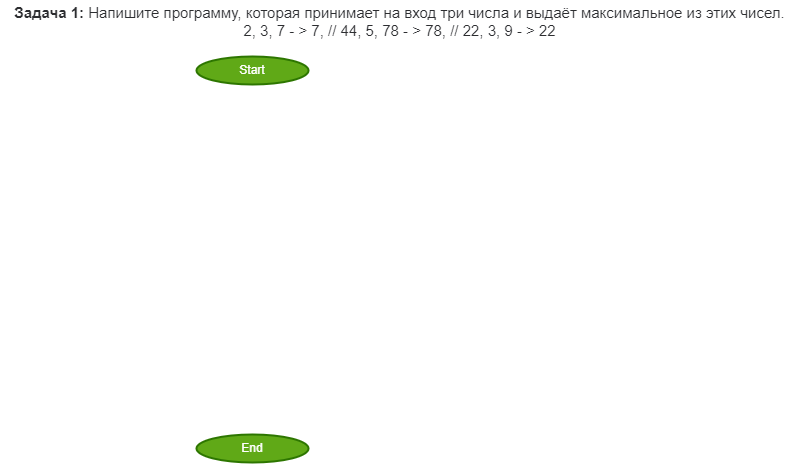 Задача 1: Напишите программу, которая принимает на вход три числа и выдаёт максимальное из этих чисел.
2, 3, 7 - > 7, // 44, 5, 78 - > 78, // 22, 3, 9 - > 22
Start
End